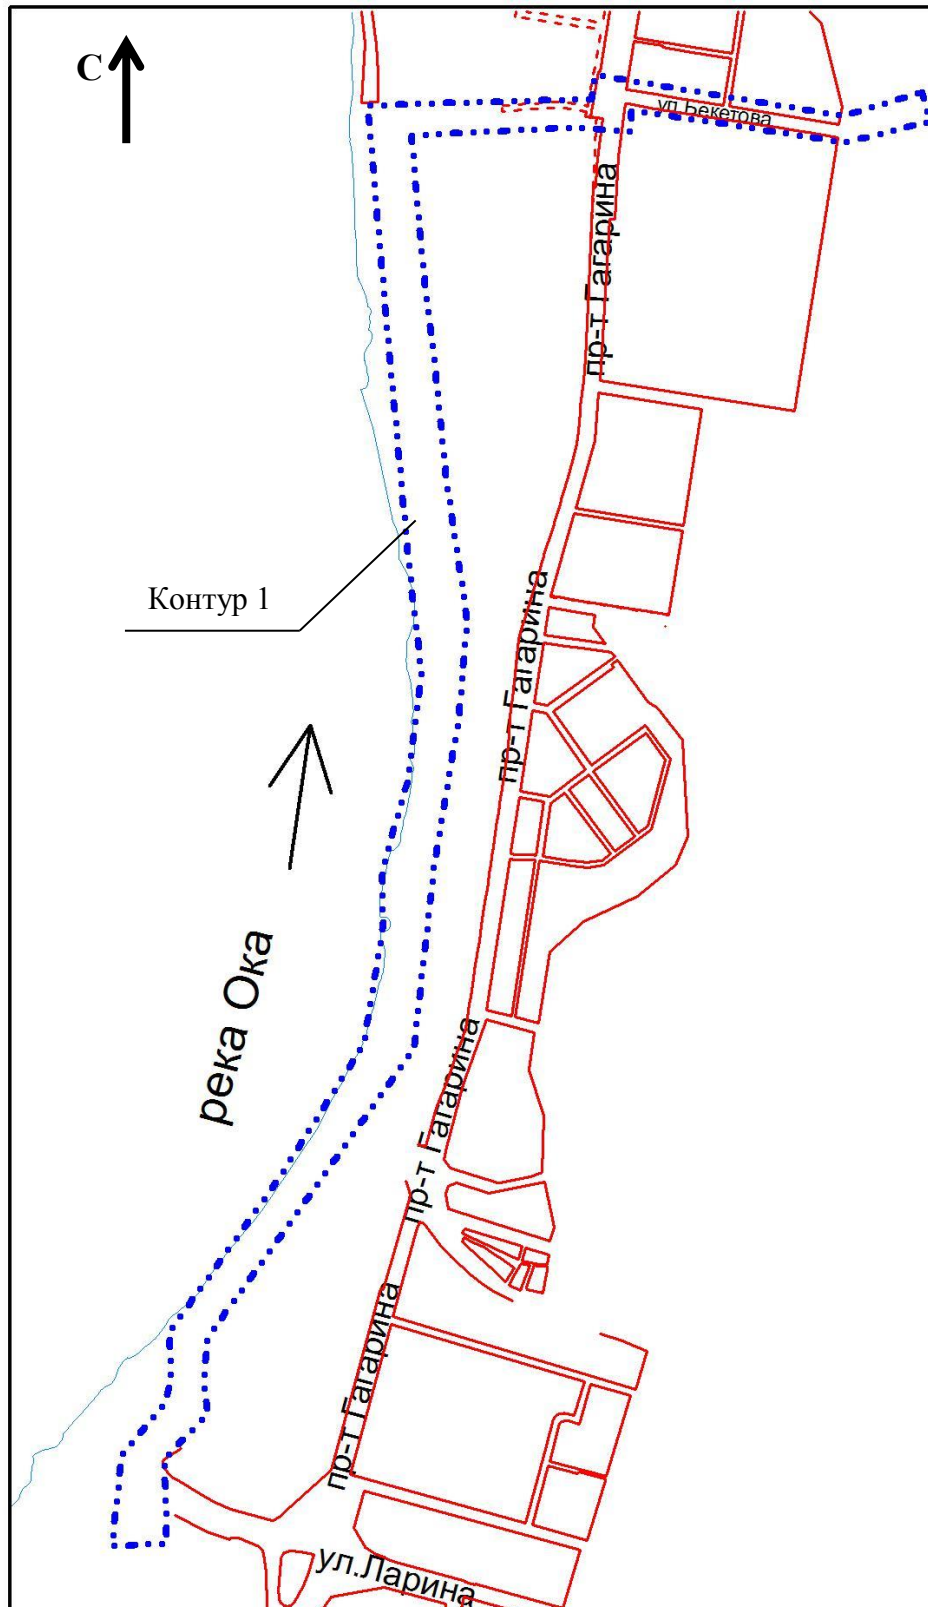 С
ул.Бекетова
пр-т Гагарина
Контур 1
пр-т Гагарина
река Ока
пр-т Гагарина
пр-т Гагарина
ул.Ларина